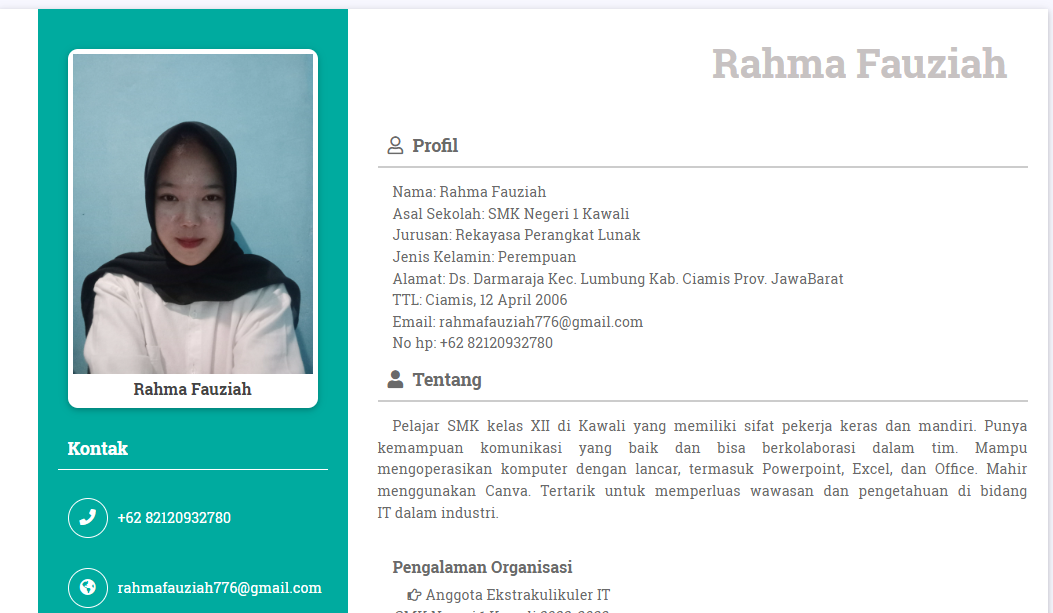 Rahma Fauziah
Rahma Fauziah
Kontak
+62 82120932780
rahmafauziah776@gmail.com
Profil
Nama: Rahma Fauziah
Asal Sekolah: SMK Negeri 1 Kawali
Jurusan: Rekayasa Perangkat Lunak
Jenis Kelamin: Perempuan
Alamat: Ds. Darmaraja Kec. Lumbung Kab. Ciamis Prov. JawaBarat
TTL: Ciamis, 12 April 2006
Email: rahmafauziah776@gmail.com
No hp: +62 82120932780
Tentang
Pelajar SMK kelas XII di Kawali yang memiliki sifat pekerja keras dan mandiri. Punya
kemampuan komunikasi yang baik dan bisa berkolaborasi dalam tim. Mampu
mengoperasikan komputer dengan lancar, termasuk Powerpoint, Excel, dan Office. Mahir
menggunakan Canva. Tertarik untuk memperluas wawasan dan pengetahuan di bidang
IT dalam industri.
Pengalaman Organisasi
Anggota Ekstrakulikuler IT